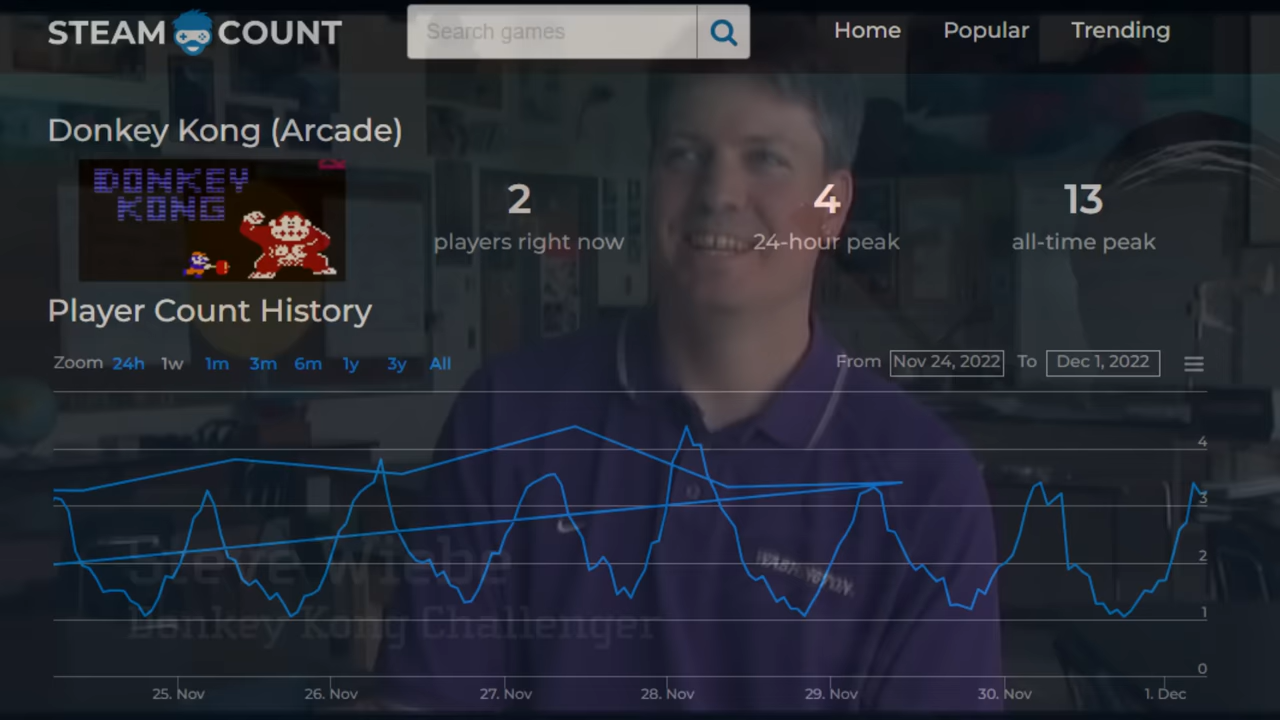 STEAM COUNT
Search games
Home Popular Trending
Donkey Kong (Arcade)
DONKEY
KONG
2
players right now
4
24-hour peak
13
all-time peak
Player Count History
Zoom 24h 1w 1m 3m 6m 1y 3y All
From Nov 24, 2022 To Dec 1, 2022
4
3
2
1
0
25. Nov 26. Nov 27. Nov 28. Nov 29. Nov 30. Nov 1. Dec
WASHINGTON
Steve Wiebe
Donkey Kong Challenger